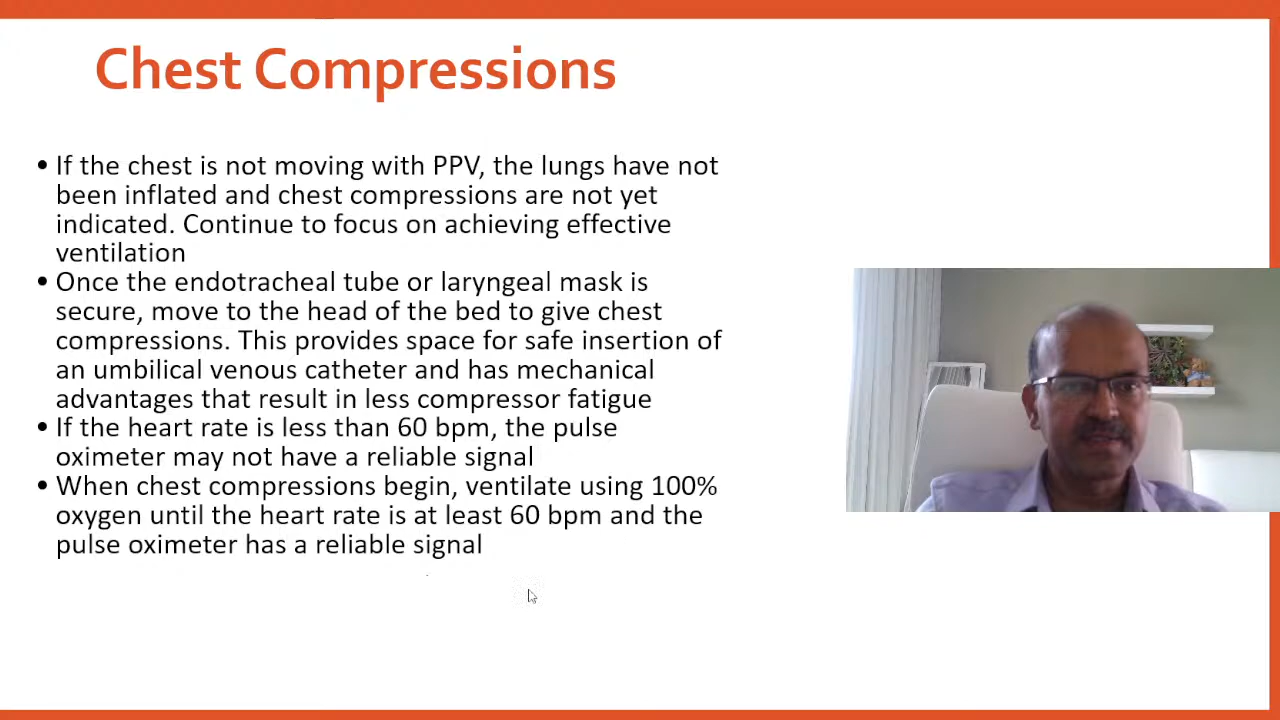 Chest Compressions
• If the chest is not moving with PPV, the lungs have not
been inflated and chest compressions are not yet
indicated. Continue to focus on achieving effective
ventilation
• Once the endotracheal tube or laryngeal mask is
secure, move to the head of the bed to give chest
compressions. This provides space for safe insertion of
an umbilical venous catheter and has mechanical
advantages that result in less compressor fatigue
• If the heart rate is less than 60 bpm, the pulse
oximeter may not have a reliable signal
• When chest compressions begin, ventilate using 100%
oxygen until the heart rate is at least 60 bpm and the
pulse oximeter has a reliable signal